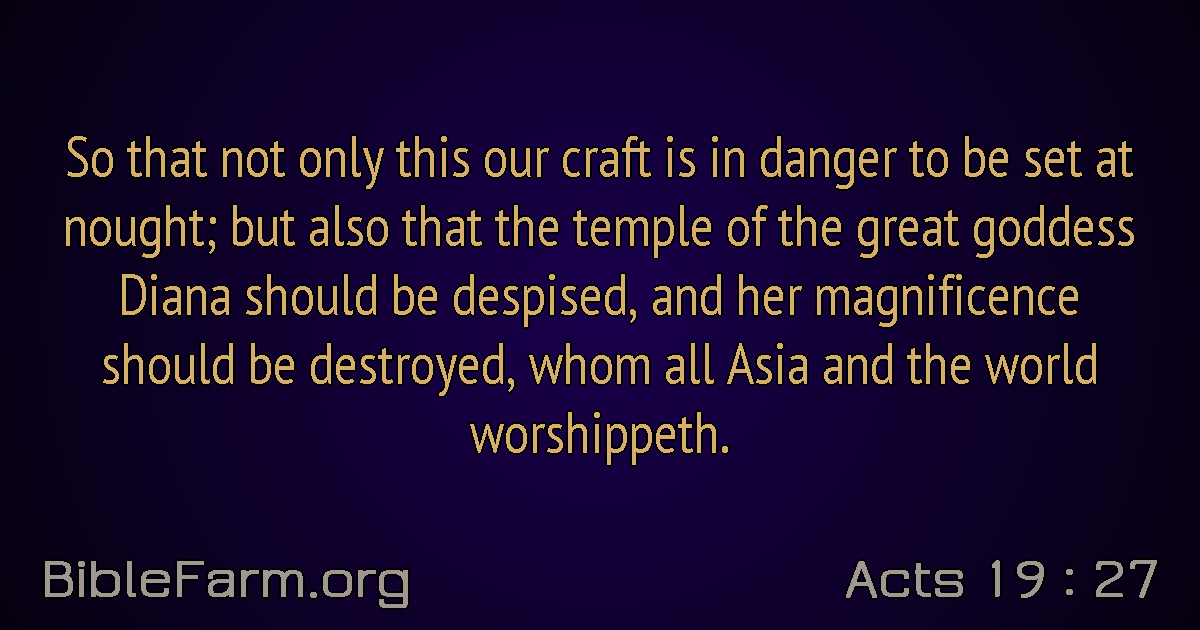 So that not only this our craft is in danger to be set at
nought; but also that the temple of the great goddess
Diana should be despised, and her magnificence
should be destroyed, whom all Asia and the world
worshippeth.
BibleFarm.org
Acts 19 : 27